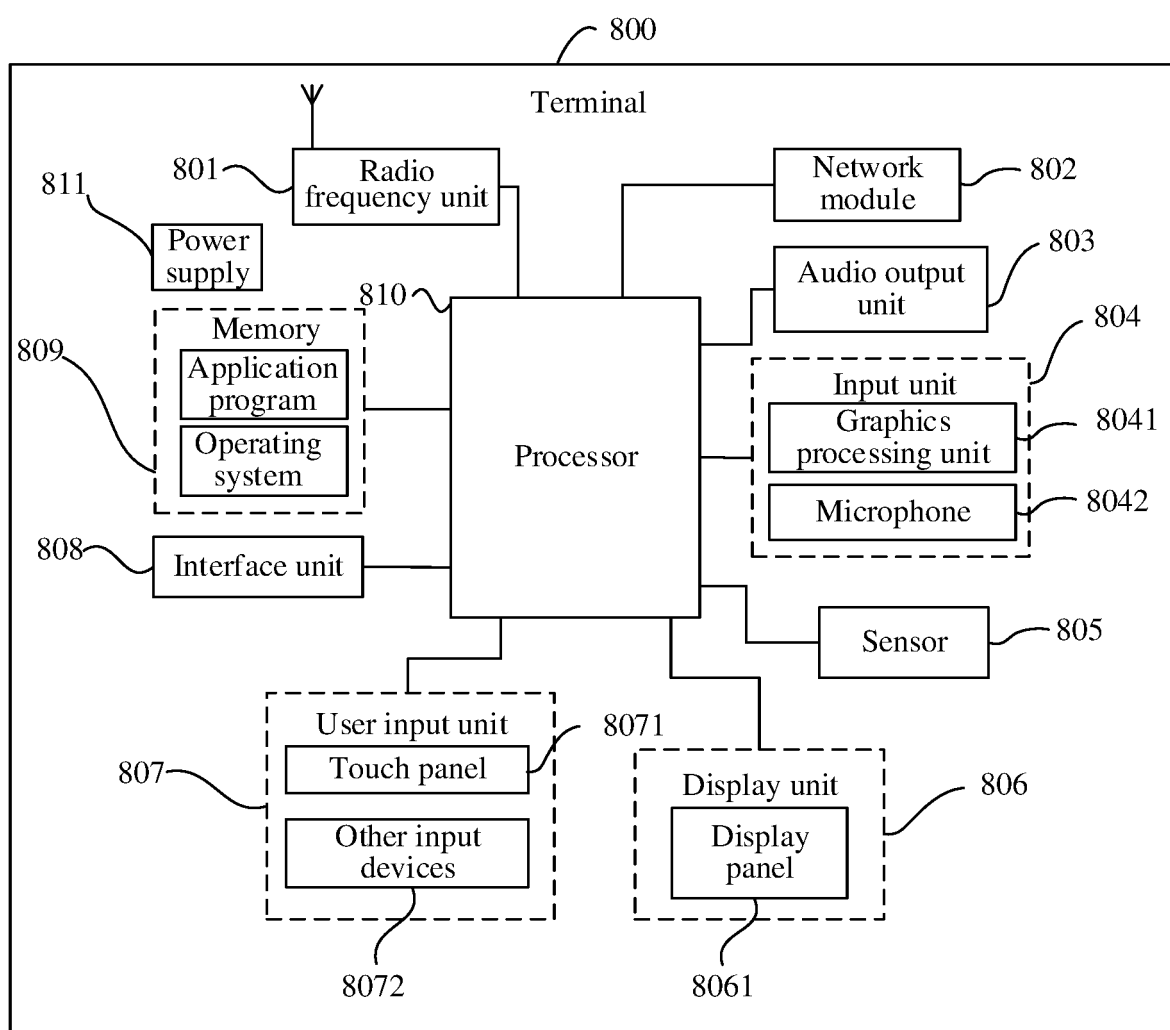 800
Terminal
801
Radio
frequency unit
Network
module
802
811
Power
supply
810
Audio output
unit
803
Memory
809
Application
program
Operating
system
Processor
804
Input unit
Graphics
processing unit
8041
Microphone
8042
808
Interface unit
Sensor
805
807
User input unit
Touch panel
8071
Other input
devices
8072
Display unit
806
Display
panel
8061